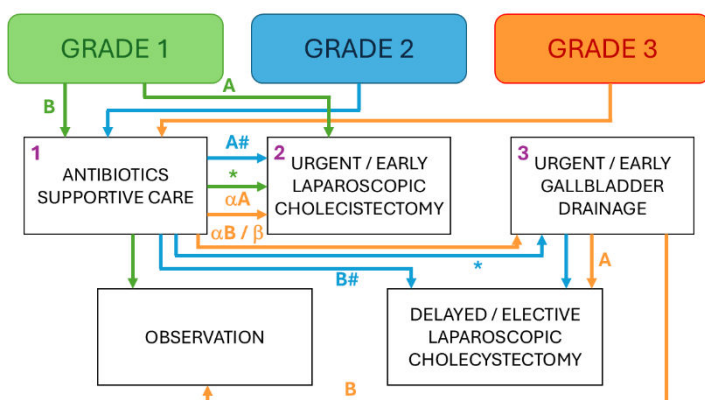 GRADE 1
GRADE 2
GRADE 3
B
A
1
ANTIBIOTICS
SUPPORTIVE CARE
A#
*
αA
αB / β
2
URGENT / EARLY
LAPAROSCOPIC
CHOLECISTECTOMY
3
URGENT / EARLY
GALLBLADDER
DRAINAGE
*
A
B#
OBSERVATION
DELAYED / ELECTIVE
LAPAROSCOPIC
CHOLECYSTECTOMY
B